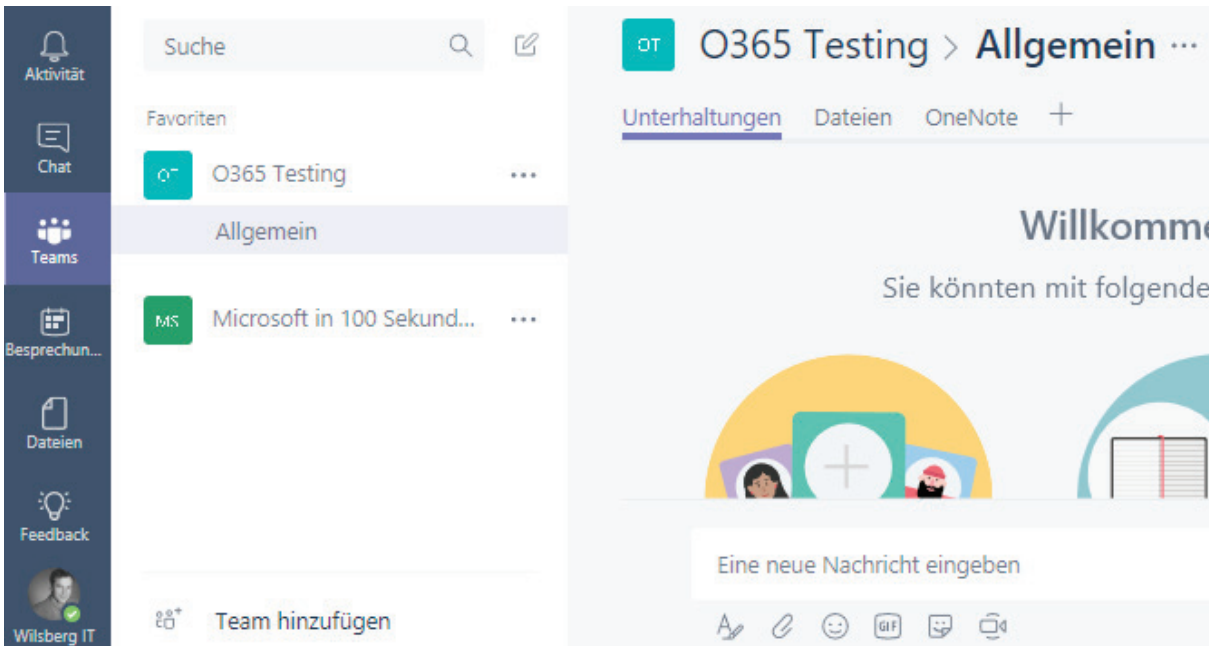 Aktivität
Chat
Teams
Besprechun...
Dateien
Feedback
Wilsberg IT
Suche
Favoriten
O365 Testing
Allgemein
MS Microsoft in 100 Sekund...
Team hinzufügen
OT O365 Testing > Allgemein ...
Unterhaltungen Dateien OneNote +
Willkomme
Sie könnten mit folgende
Eine neue Nachricht eingeben
GIF